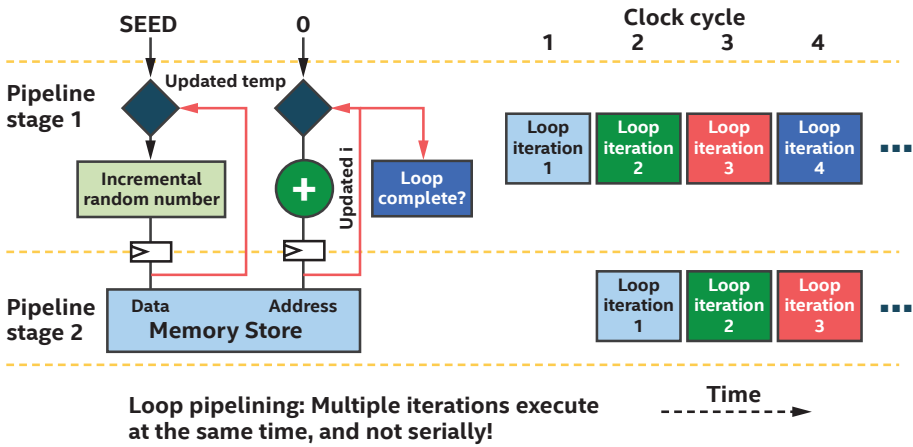 SEED
0
Clock cycle
1 2 3 4
Updated temp
Pipeline
stage 1
Incremental
random number
+
Updated i
Loop
complete?
Loop
iteration
1
Loop
iteration
2
Loop
iteration
3
Loop
iteration
4
...
Pipeline
stage 2
Data
Address
Memory Store
Loop
iteration
1
Loop
iteration
2
Loop
iteration
3
...
Loop pipelining: Multiple iterations execute
at the same time, and not serially!
Time